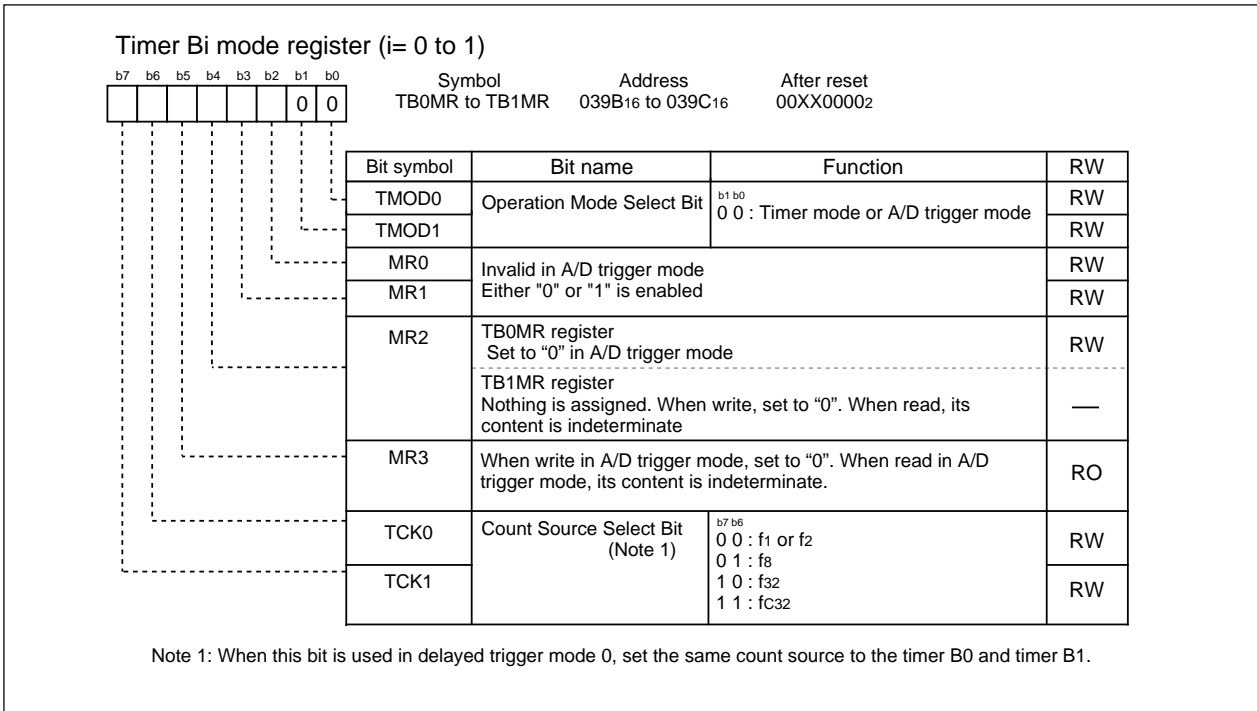 Timer Bi mode register (i= 0 to 1)
b7 b6 b5 b4 b3 b2 b1 b0
0 0
Symbol Address After reset
TB0MR to TB1MR 039B16 to 039C16 00XX00002
Bit symbol Bit name Function RW
TMOD0 Operation Mode Select Bit b1 b0 RW
0 0 : Timer mode or A/D trigger mode
TMOD1 RW
MR0 Invalid in A/D trigger mode RW
MR1 Either "0" or "1" is enabled RW
MR2 TB0MR register RW
Set to “0” in A/D trigger mode
TB1MR register
Nothing is assigned. When write, set to “0”. When read, its —
content is indeterminate
MR3 When write in A/D trigger mode, set to “0”. When read in A/D RO
trigger mode, its content is indeterminate.
TCK0 Count Source Select Bit b7 b6 RW
(Note 1) 0 0 : f1 or f2
0 1 : f8
TCK1 1 0 : f32 RW
1 1 : fC32
Note 1: When this bit is used in delayed trigger mode 0, set the same count source to the timer B0 and timer B1.